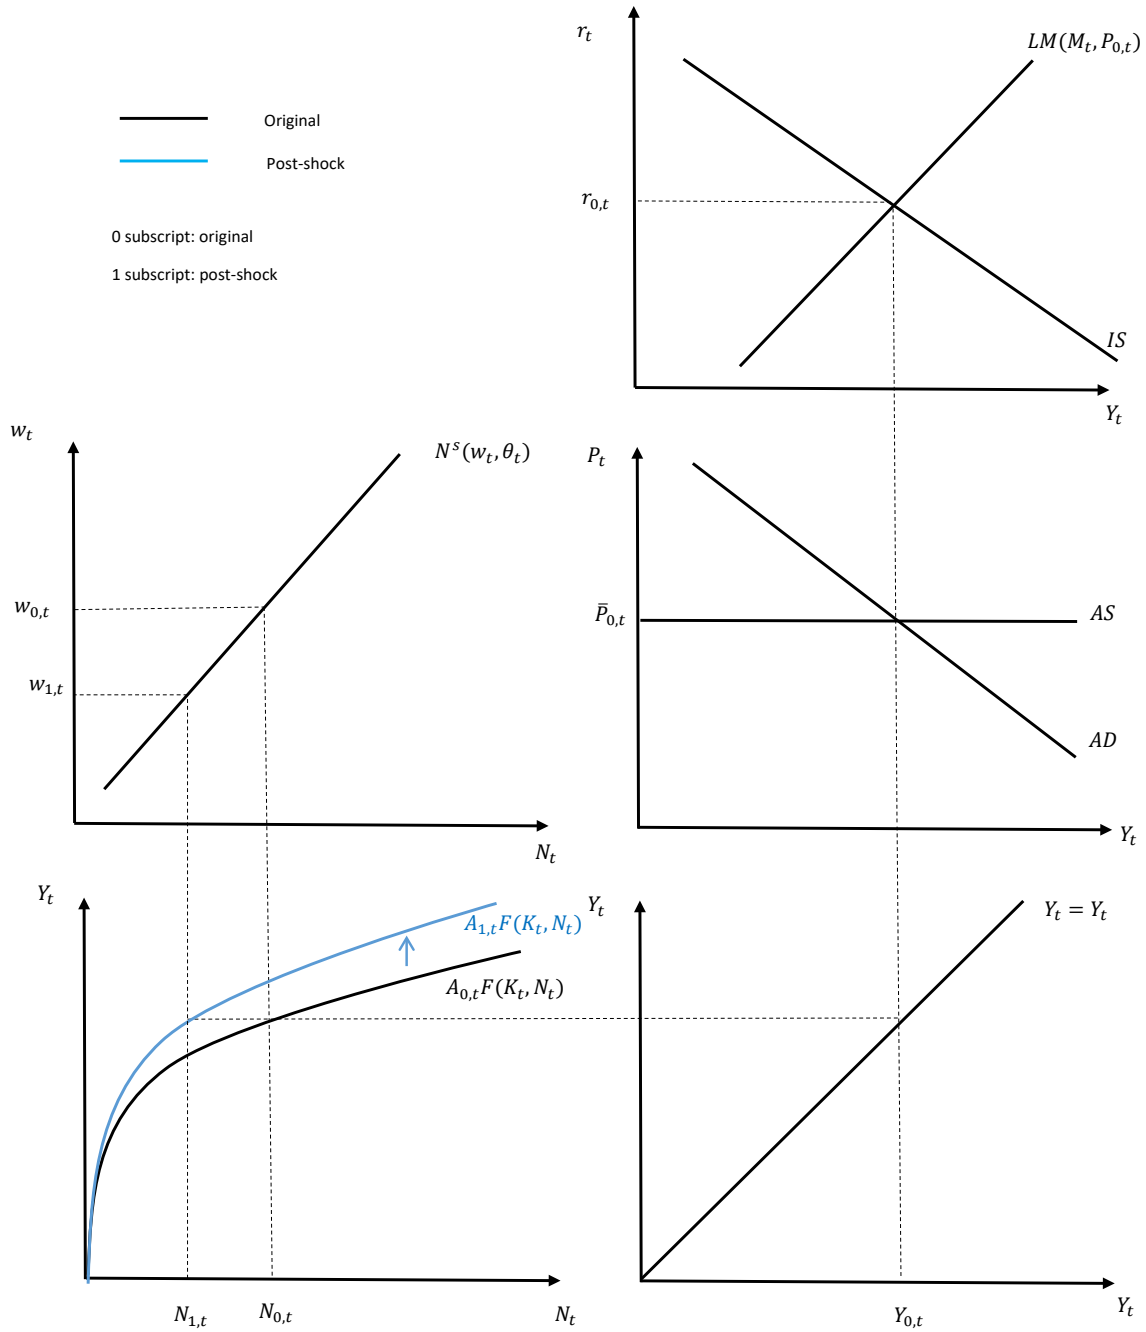 Original
Post-shock
0 subscript: original
1 subscript: post-shock
r_t
LM(M_t, P_{0,t})
r_{0,t}
IS
Y_t
w_t
N^s(w_t, θ_t)
w_{0,t}
w_{1,t}
N_t
P_t
P̄_{0,t}
AS
AD
Y_t
Y_t
A_{1,t}F(K_t, N_t)
A_{0,t}F(K_t, N_t)
N_{1,t}
N_{0,t}
N_t
Y_t
Y_t = Y_t
Y_{0,t}
Y_t